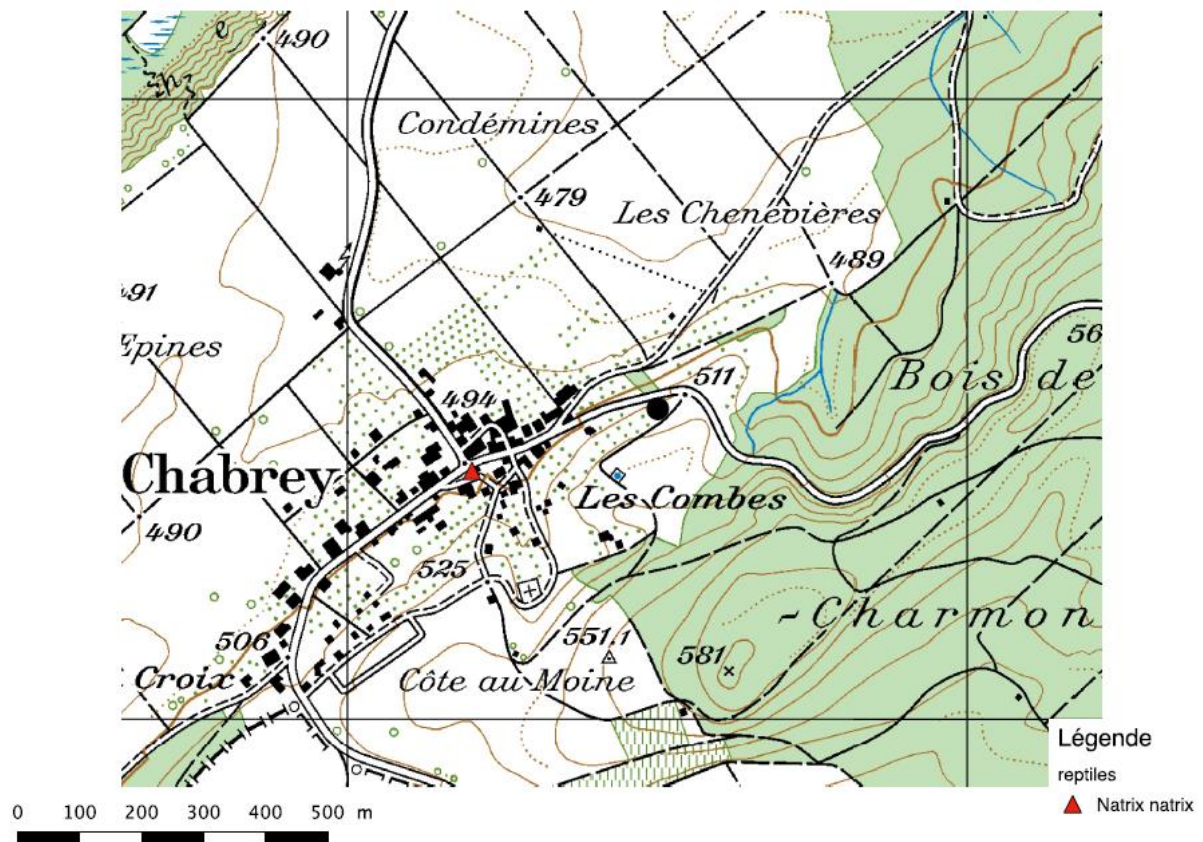 490
Condémines
479
Les Chenevières
489
491
Epines
56
511
Bois de
494
Chabrey
Les Combes
490
525
- Charmon
551.1
581
506
Croix
Côte au Moine
Légende
reptiles
Natrix natrix
0 100 200 300 400 500 m